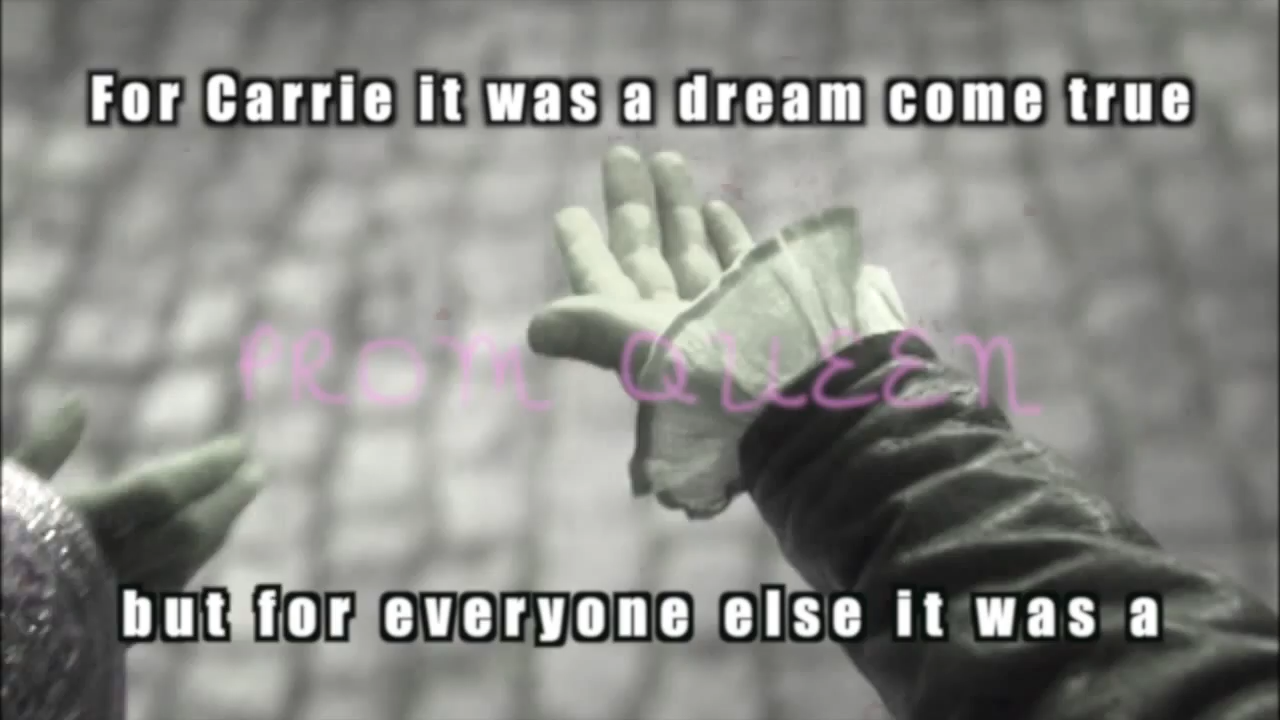 For Carrie it was a dream come true
PROM QUEEN
but for everyone else it was a